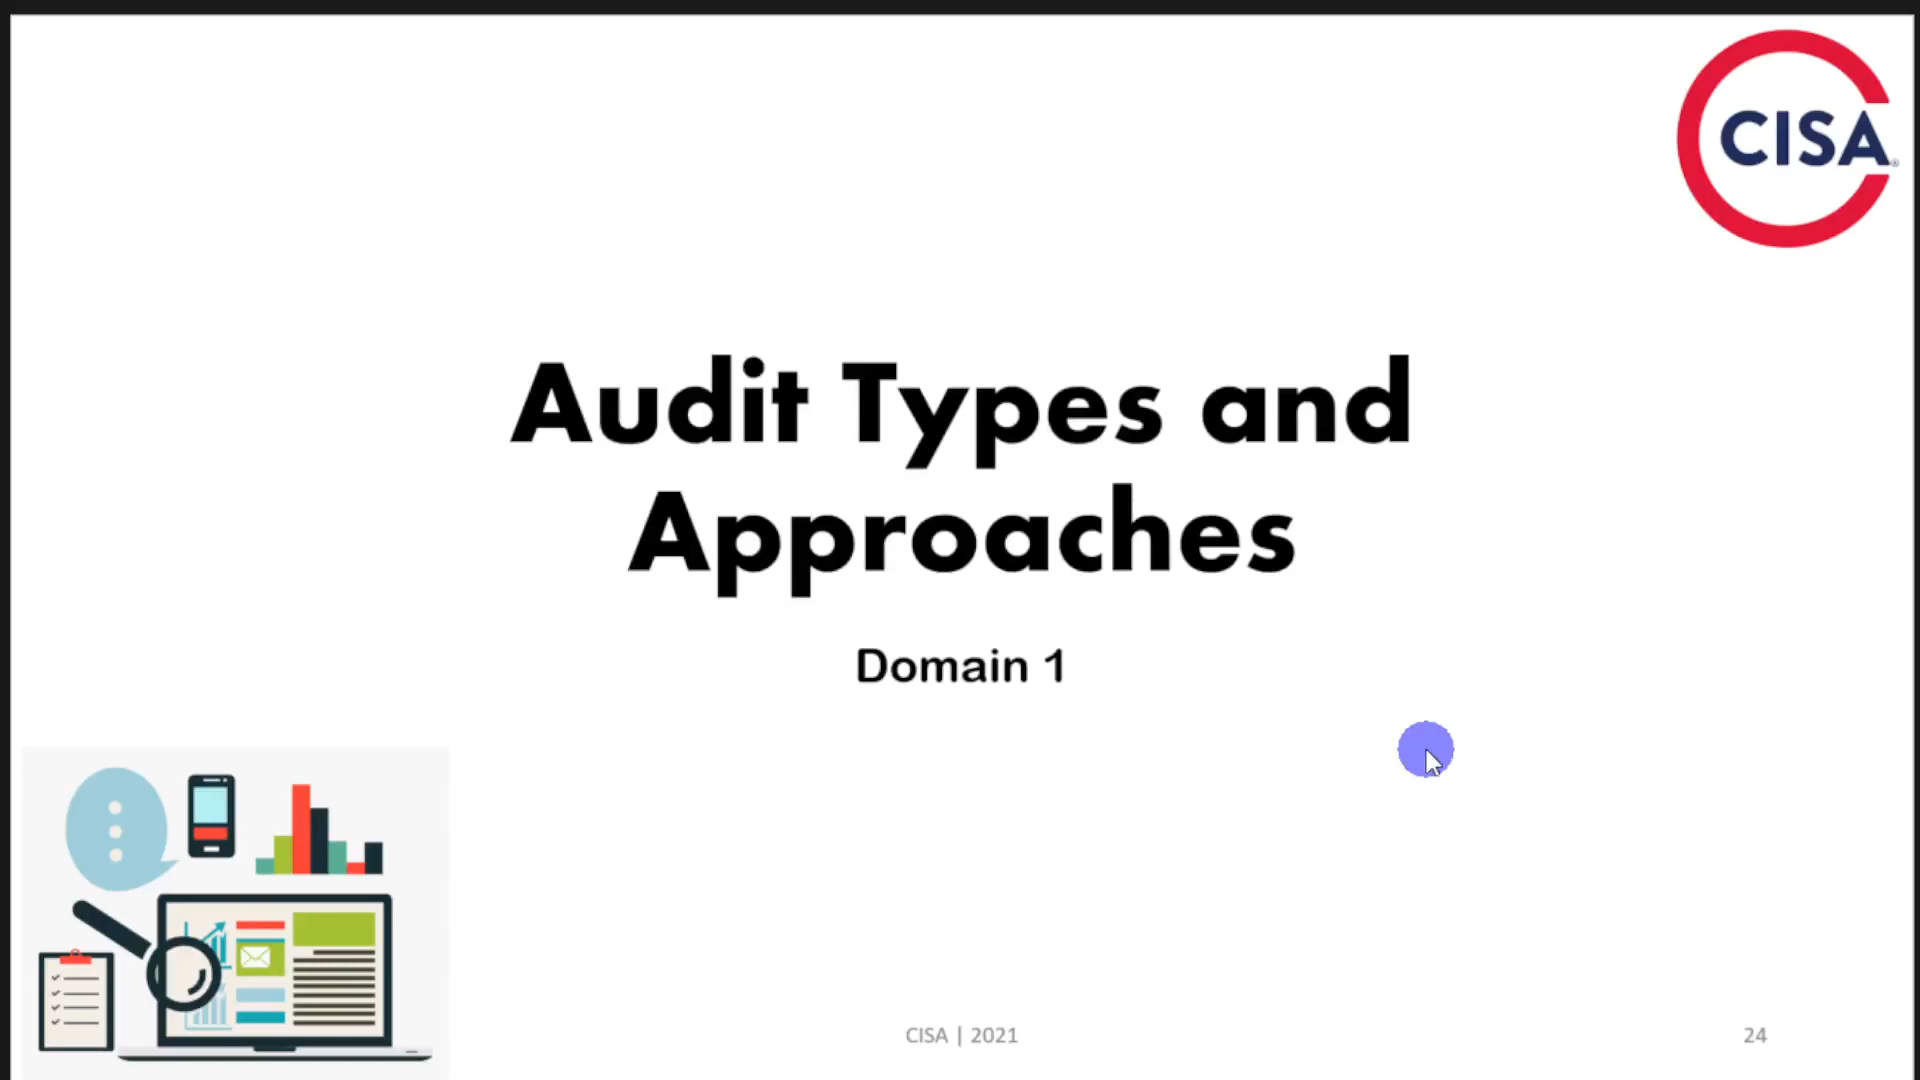 CISA®
Audit Types and
Approaches
Domain 1
CISA | 2021
24